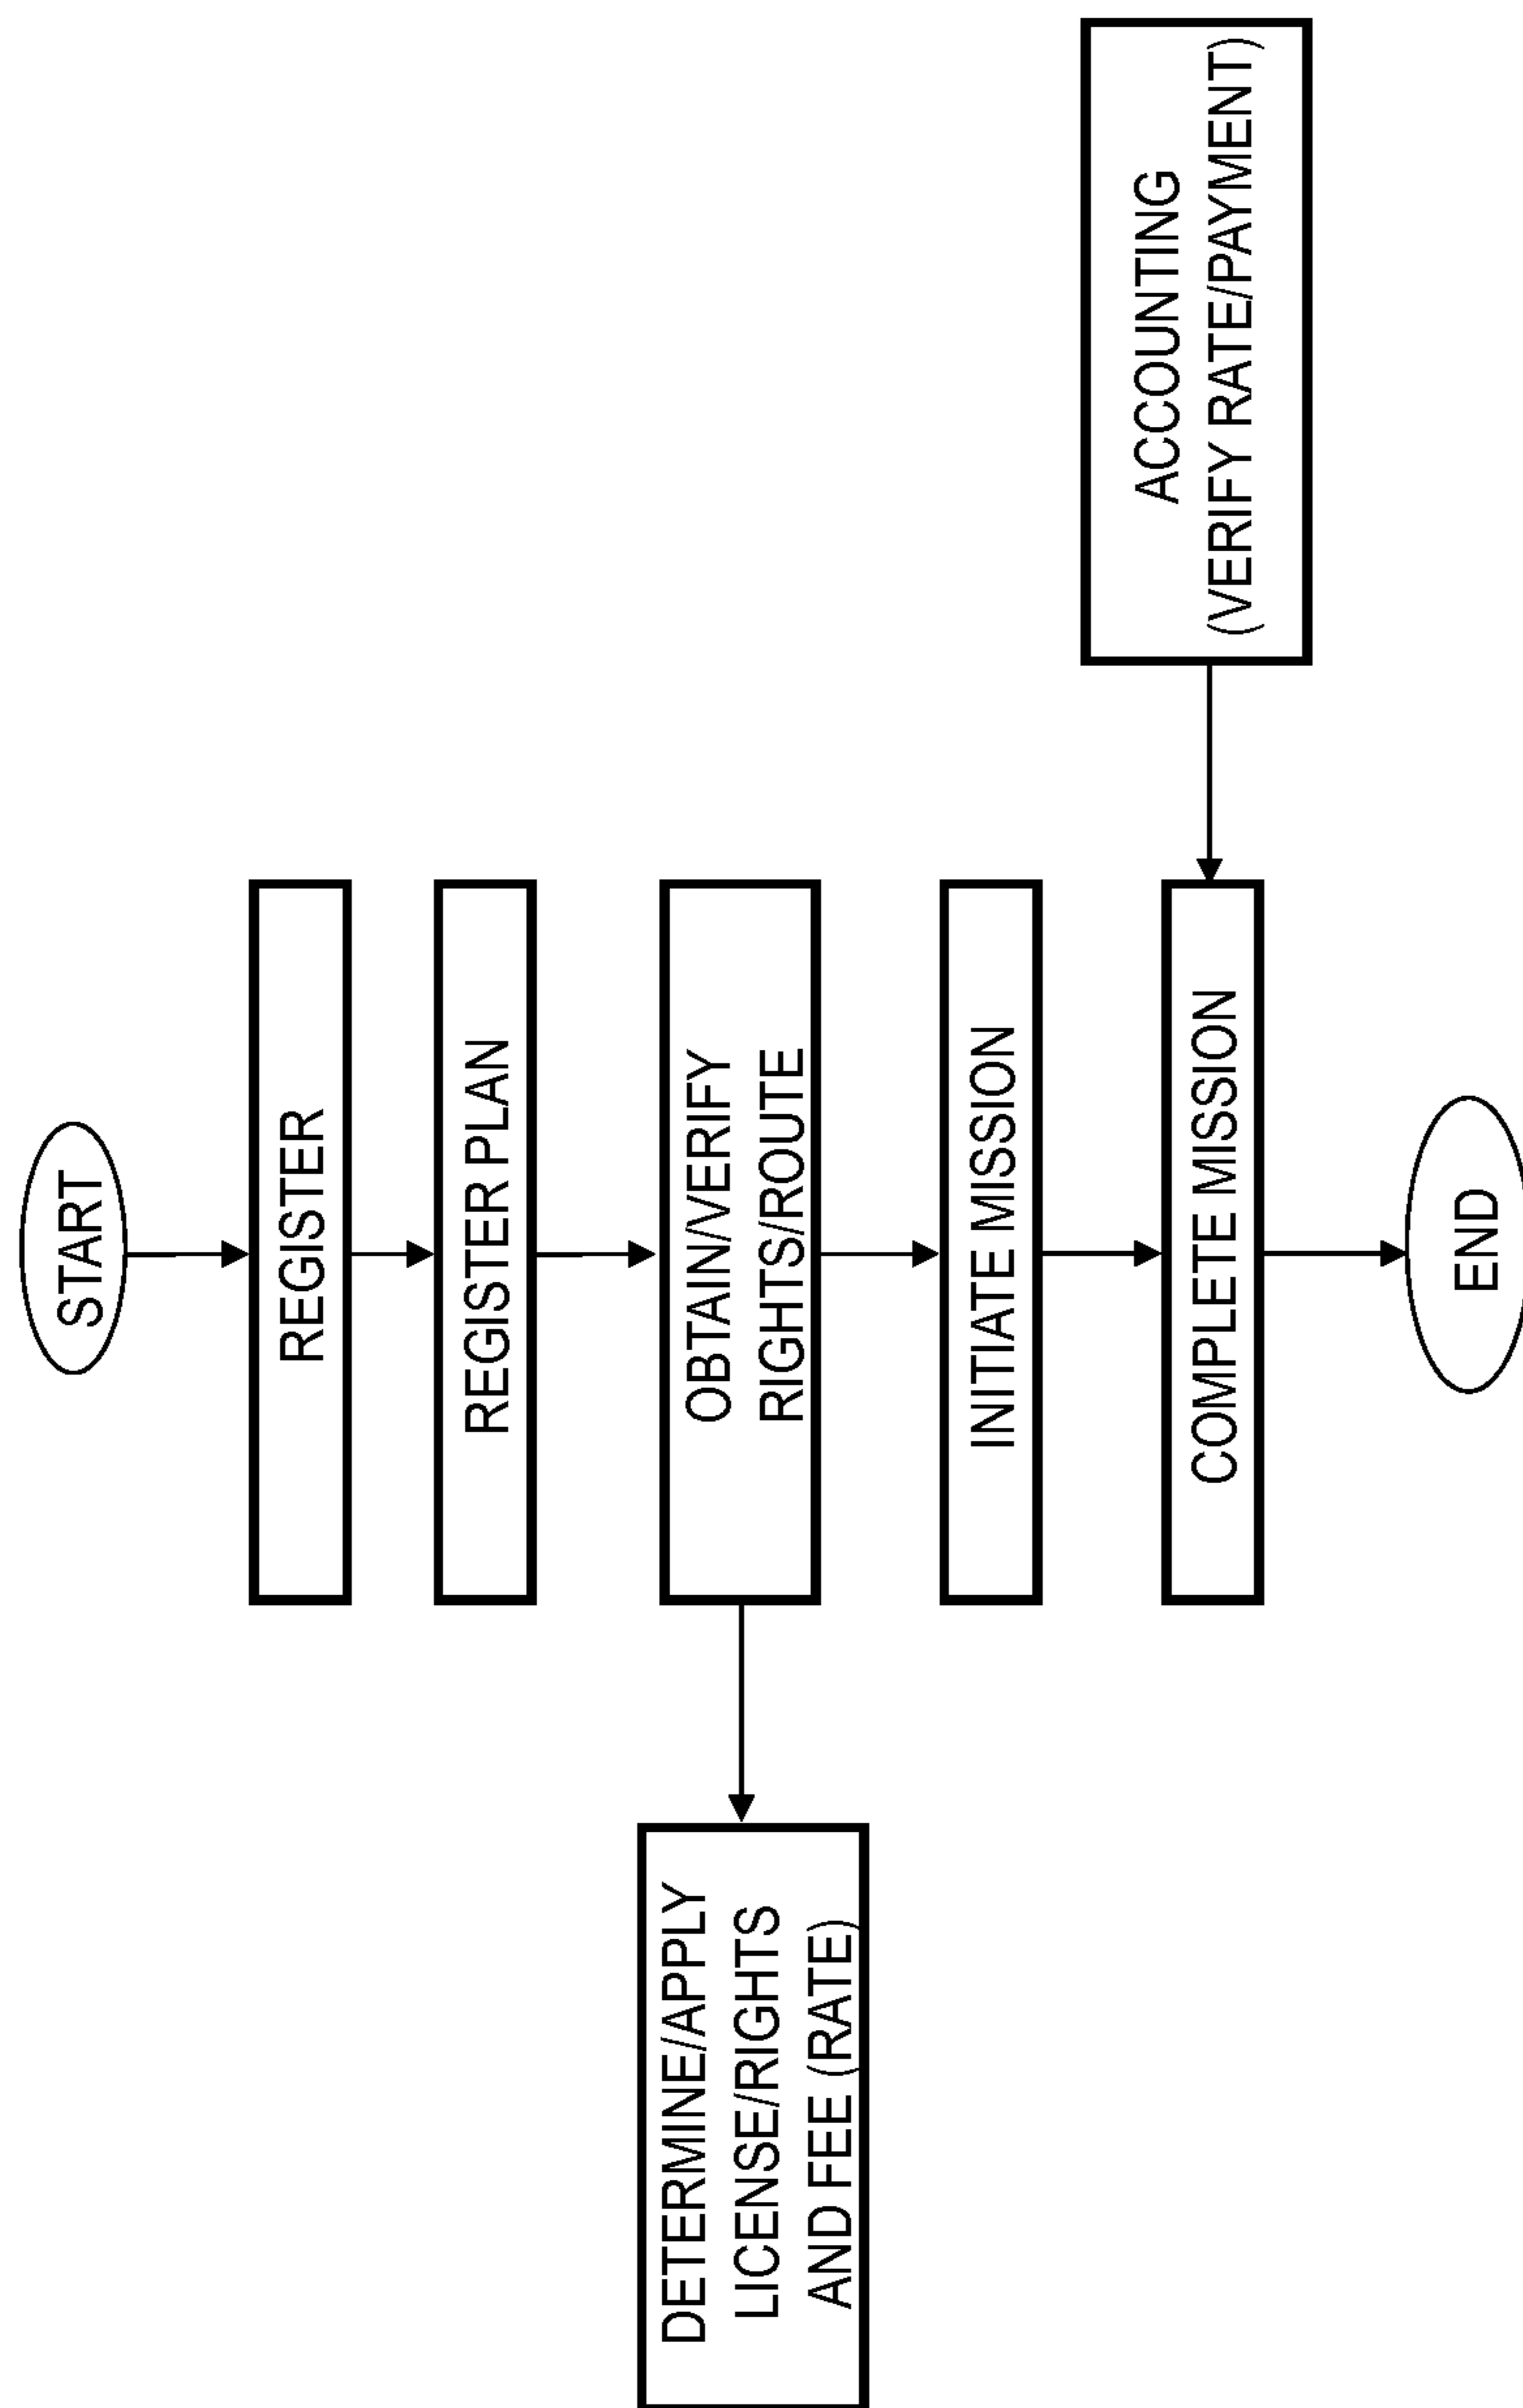 START
REGISTER
REGISTER PLAN
OBTAIN/VERIFY
RIGHTS/ROUTE
DETERMINE/APPLY
LICENSE/RIGHTS
AND FEE (RATE)
INITIATE MISSION
COMPLETE MISSION
ACCOUNTING
(VERIFY RATE/PAYMENT)
END